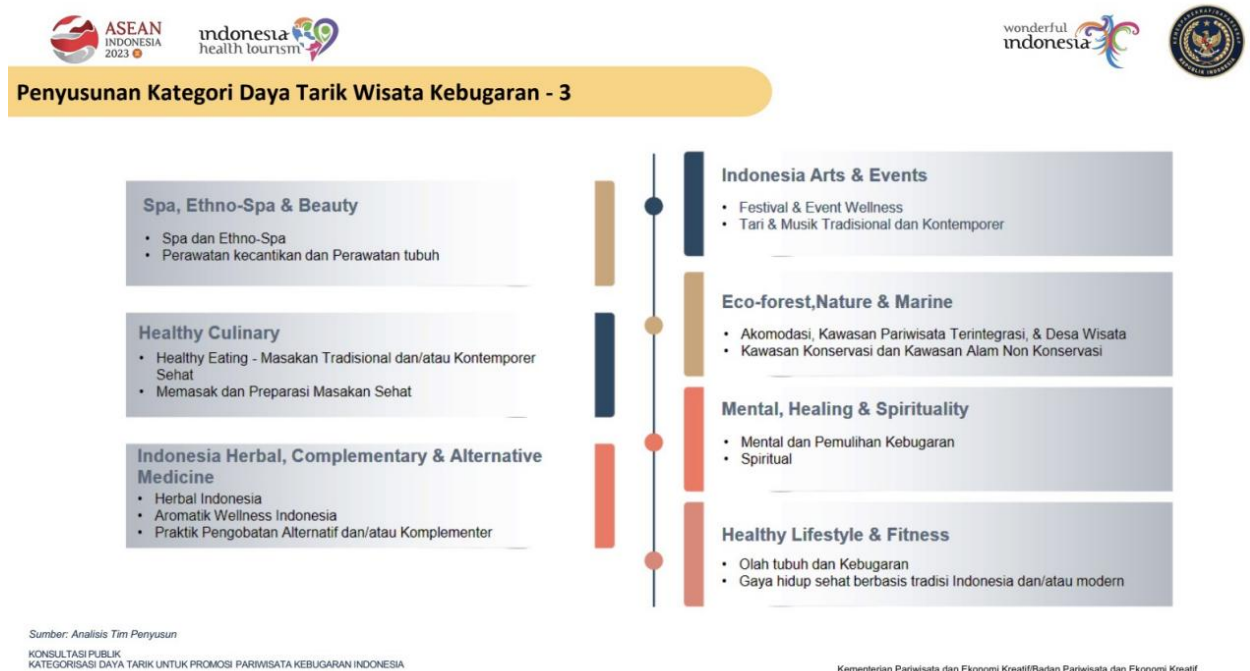 ASEAN
INDONESIA
2023
indonesia
health tourism
wonderful
indonesia
Penyusunan Kategori Daya Tarik Wisata Kebugaran - 3
Spa, Ethno-Spa & Beauty
• Spa dan Ethno-Spa
• Perawatan kecantikan dan Perawatan tubuh
Healthy Culinary
• Healthy Eating - Masakan Tradisional dan/atau Kontemporer
Sehat
• Memasak dan Preparasi Masakan Sehat
Indonesia Herbal, Complementary & Alternative
Medicine
• Herbal Indonesia
• Aromatik Wellness Indonesia
• Praktik Pengobatan Alternatif dan/atau Komplementer
Indonesia Arts & Events
• Festival & Event Wellness
• Tari & Musik Tradisional dan Kontemporer
Eco-forest,Nature & Marine
• Akomodasi, Kawasan Pariwisata Terintegrasi, & Desa Wisata
• Kawasan Konservasi dan Kawasan Alam Non Konservasi
Mental, Healing & Spirituality
• Mental dan Pemulihan Kebugaran
• Spiritual
Healthy Lifestyle & Fitness
• Olah tubuh dan Kebugaran
• Gaya hidup sehat berbasis tradisi Indonesia dan/atau modern
Sumber: Analisis Tim Penyusun
KONSULTASI PUBLIK
KATEGORISASI DAYA TARIK UNTUK PROMOSI PARIWISATA KEBUGARAN INDONESIA
Kementerian Pariwisata dan Ekonomi Kreatif/Badan Pariwisata dan Ekonomi Kreatif